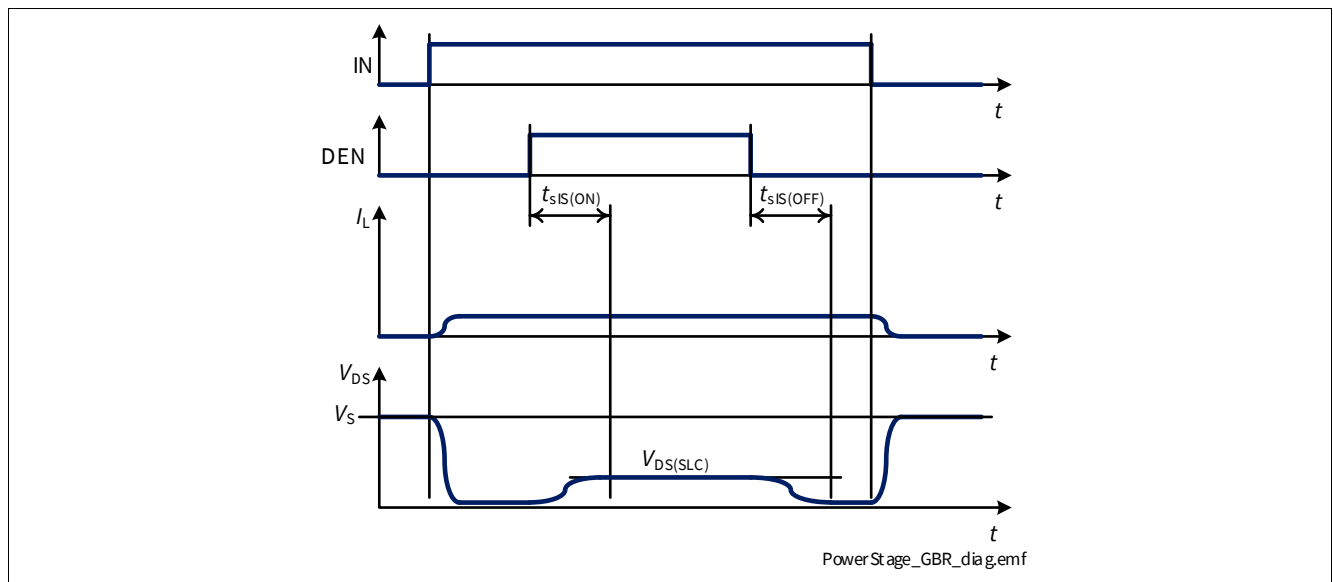 IN
t
DEN
t
tsIS(ON)
tsIS(OFF)
IL
t
VDS
VS
VDS(SLC)
t
PowerStage_GBR_diag.emf